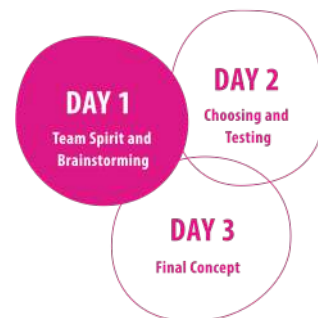 DAY 1
Team Spirit and
Brainstorming
DAY 2
Choosing and
Testing
DAY 3
Final Concept